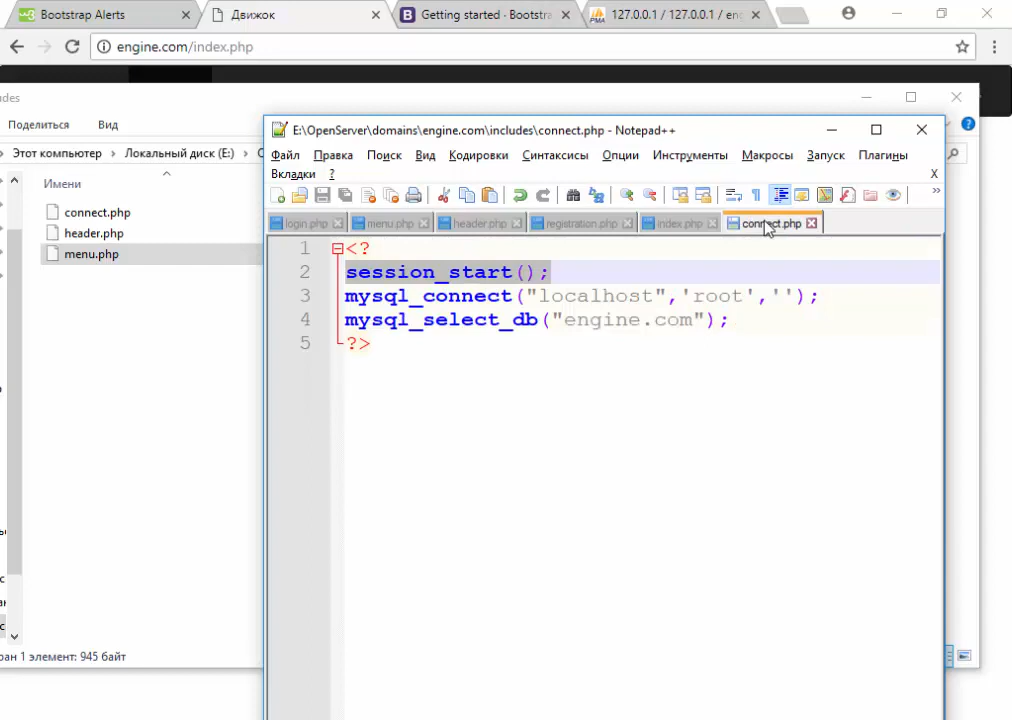 Bootstrap Alerts
Движок
Getting started · Bootstra
127.0.0.1 / 127.0.0.1 / eng
engine.com/index.php
des
Поделиться
Вид
Этот компьютер
Локальный диск (E:)
Имени
connect.php
header.php
menu.php
ран 1 элемент: 945 байт
E:\OpenServer\domains\engine.com\includes\connect.php - Notepad++
Файл Правка Поиск Вид Кодировки Синтаксисы Опции Инструменты Макросы Запуск Плагины
Вкладки ? X
login.php menu.php header.php registration.php index.php connect.php
1 <?
2 session_start();
3 mysql_connect("localhost",'root','');
4 mysql_select_db("engine.com");
5 ?>